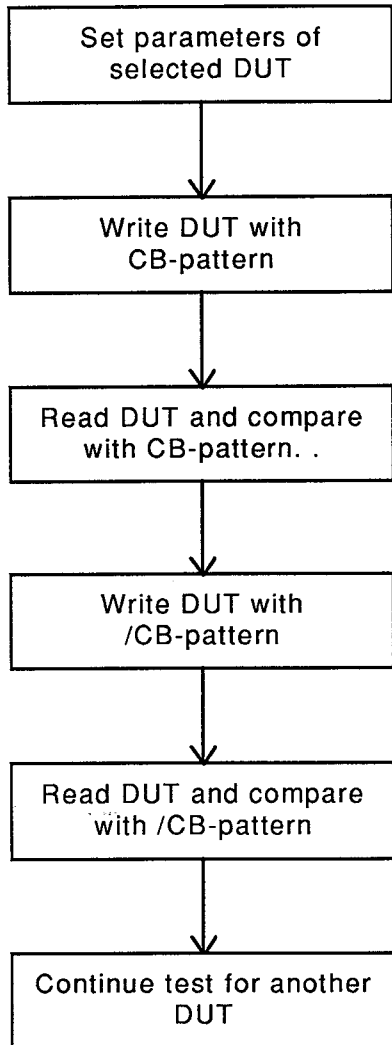 Set parameters of
selected DUT
Write DUT with
CB-pattern
Read DUT and compare
with CB-pattern. .
Write DUT with
/CB-pattern
Read DUT and compare
with /CB-pattern
Continue test for another
DUT